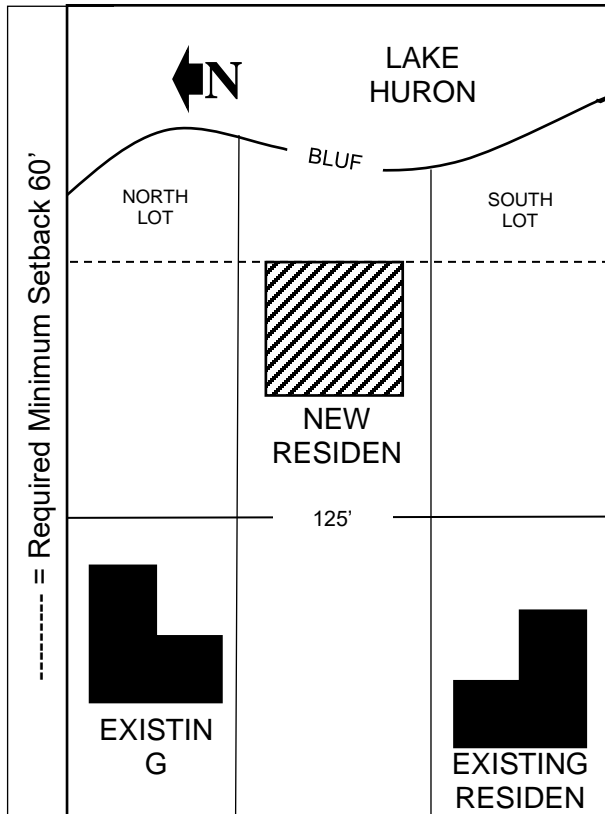 LAKE
HURON
N
BLUF
NORTH
LOT
SOUTH
LOT
--------- = Required Minimum Setback 60’
NEW
RESIDEN
125’
EXISTIN
G
EXISTING
RESIDEN